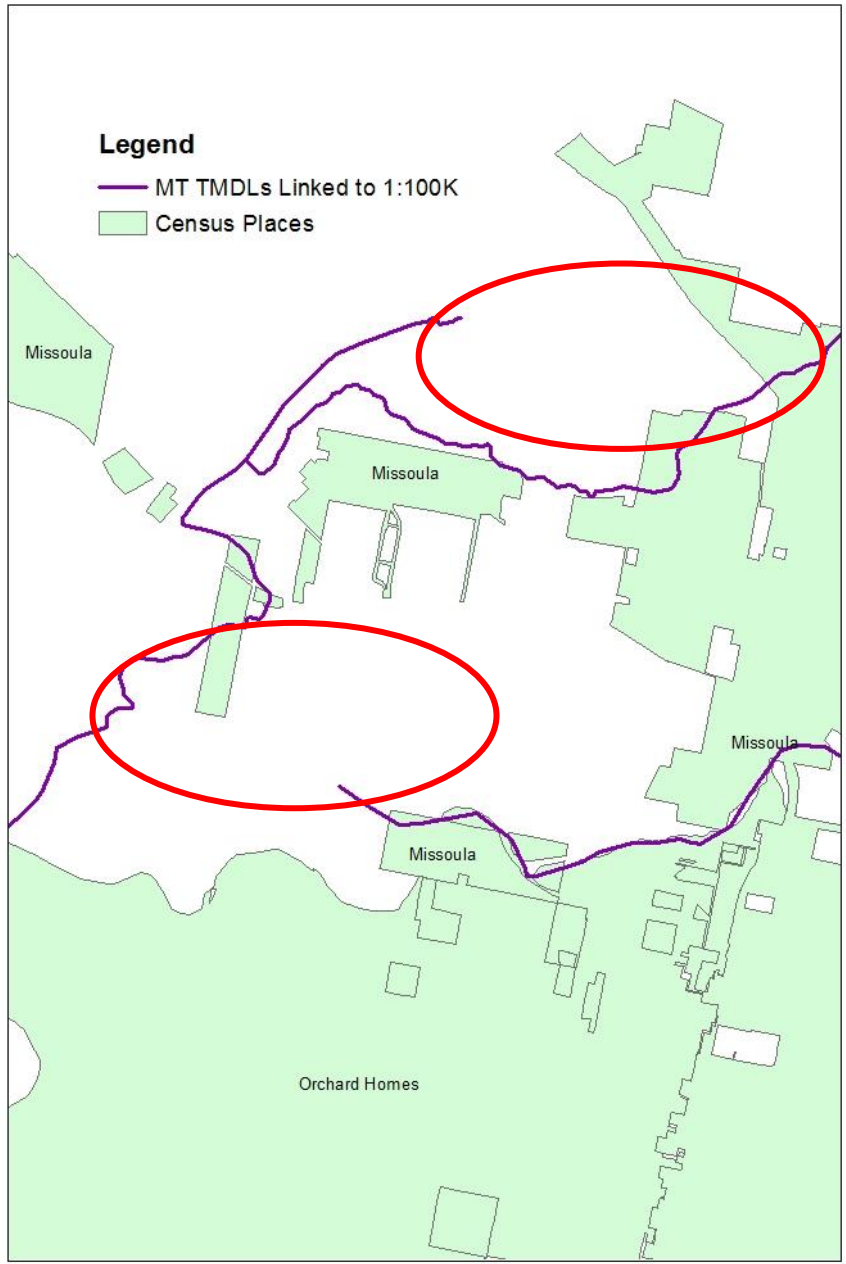 Legend
MT TMDLs Linked to 1:100K
Census Places
Missoula
Missoula
Missoula
Missoula
Orchard Homes